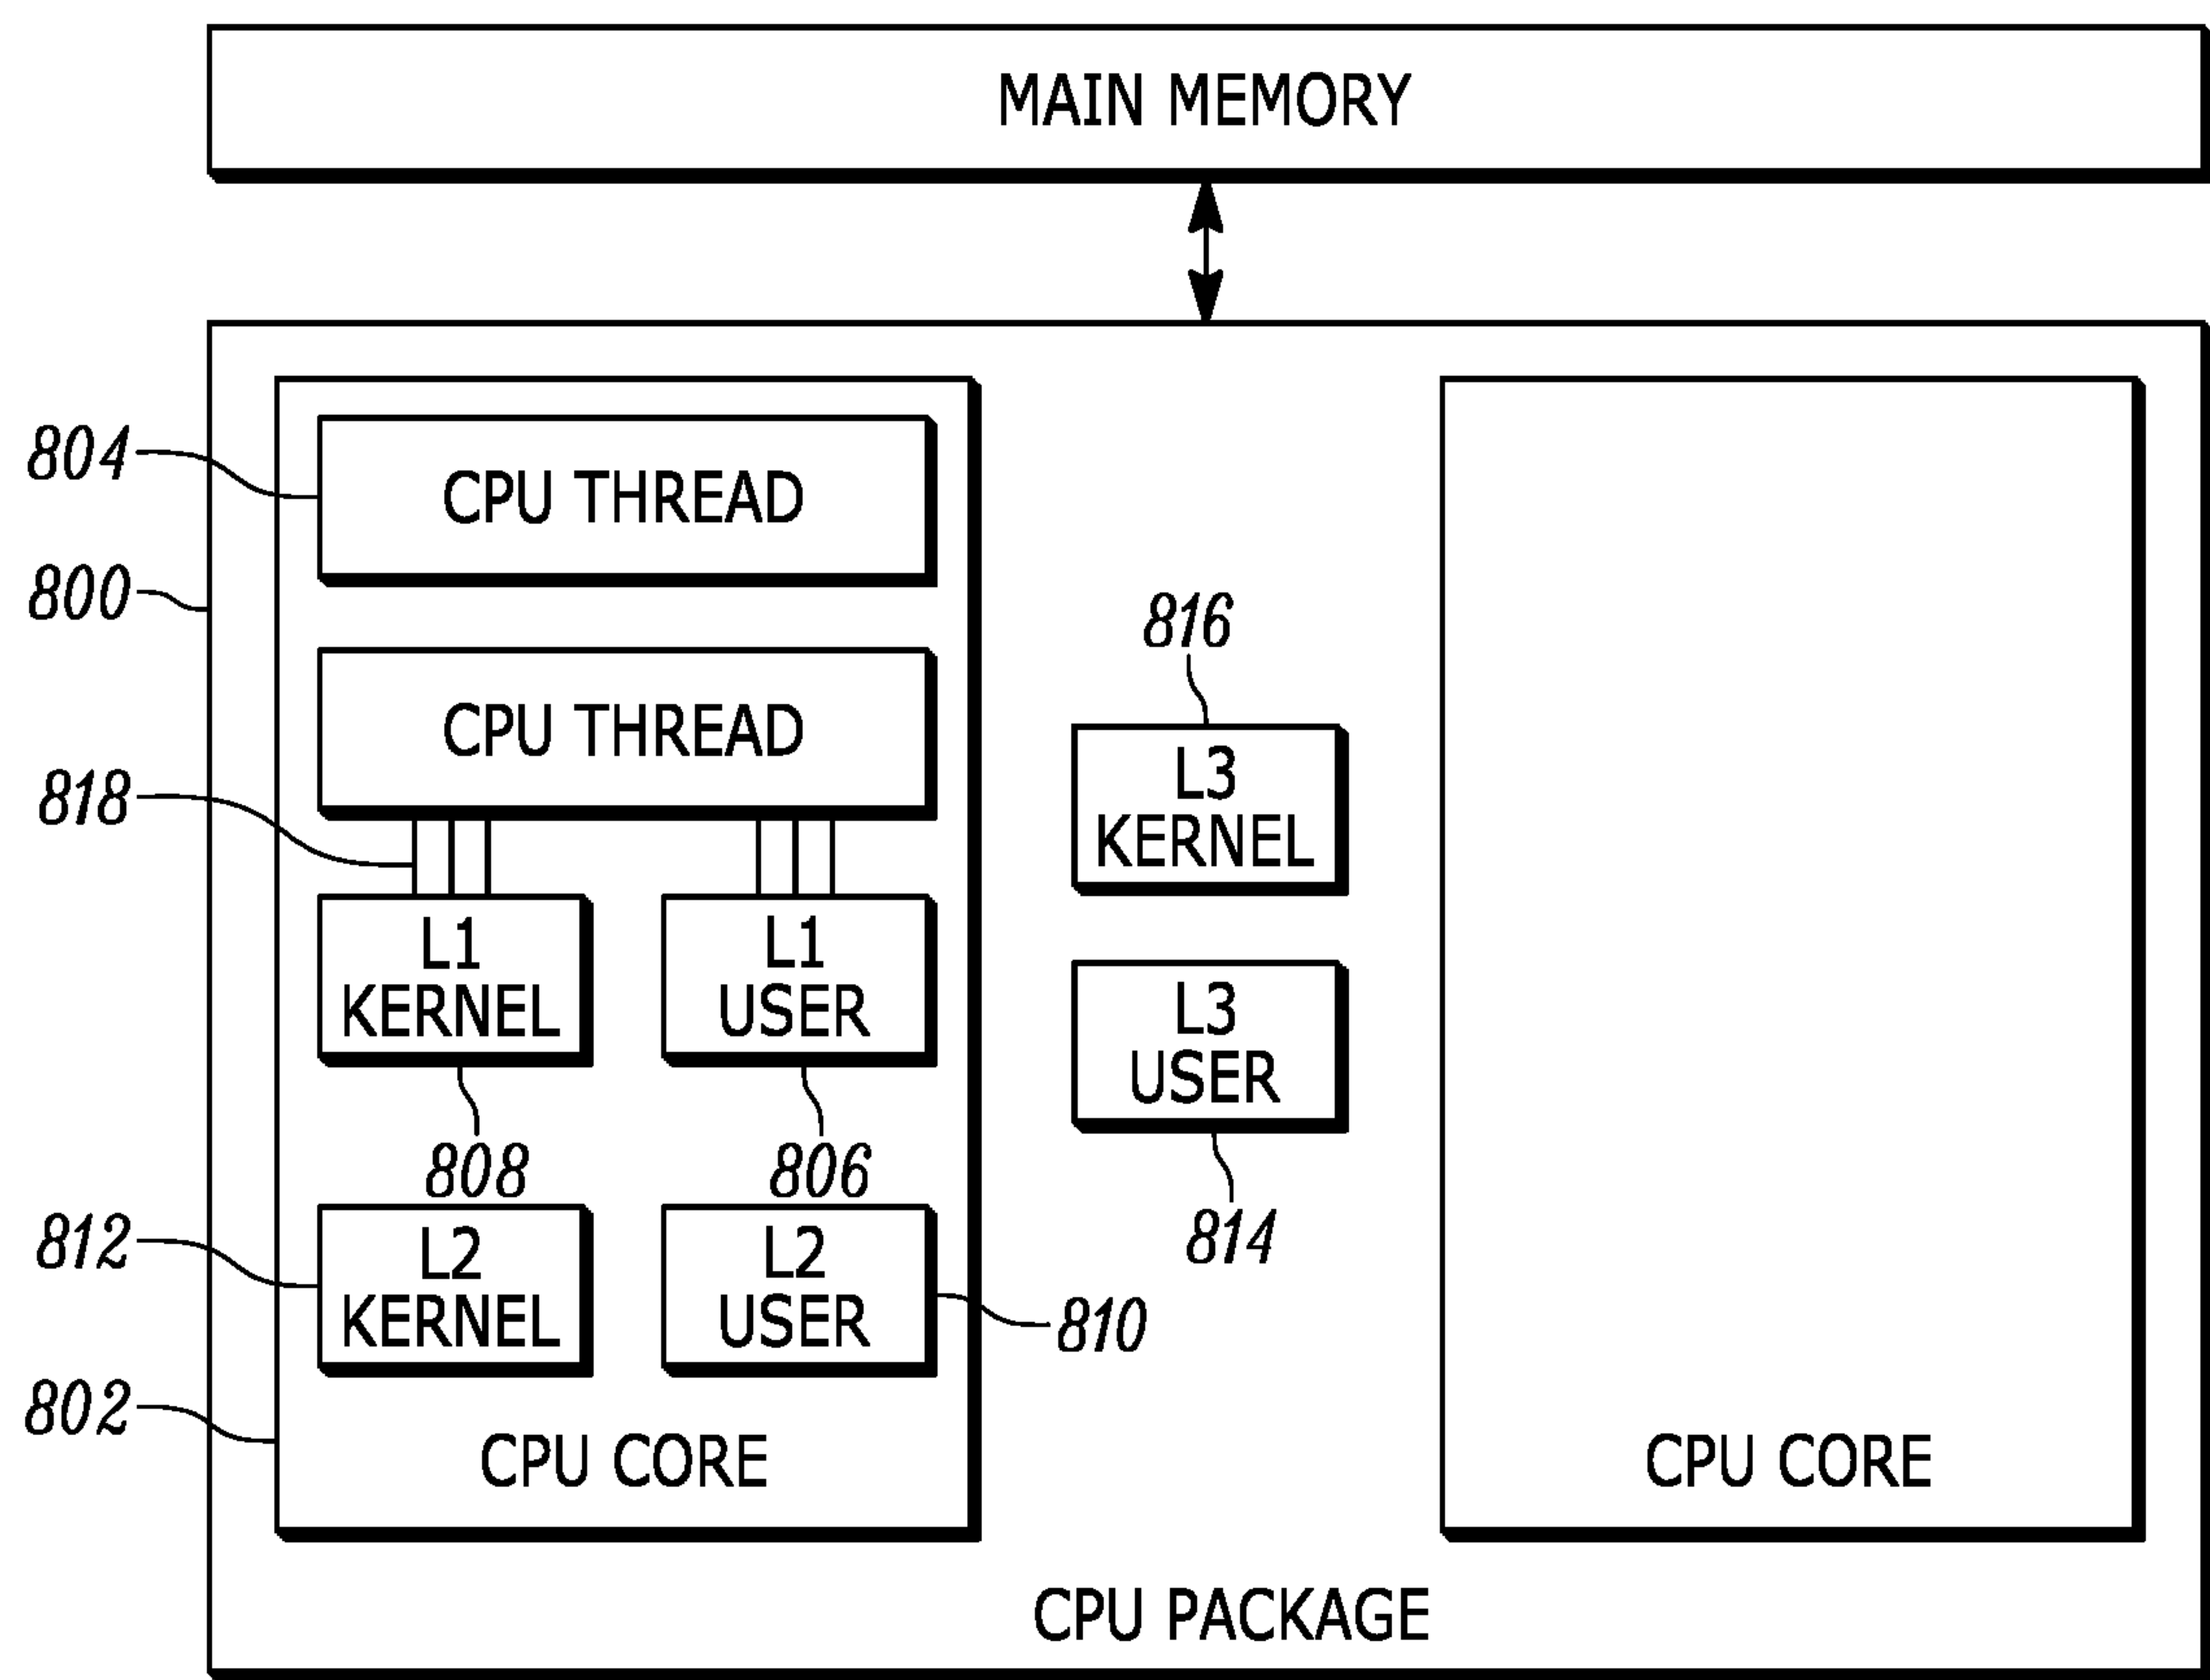 MAIN MEMORY
804
CPU THREAD
800
CPU THREAD
818
816
L3
KERNEL
L1
KERNEL
L1
USER
L3
USER
808
806
814
812
L2
KERNEL
L2
USER
810
802
CPU CORE
CPU CORE
CPU PACKAGE